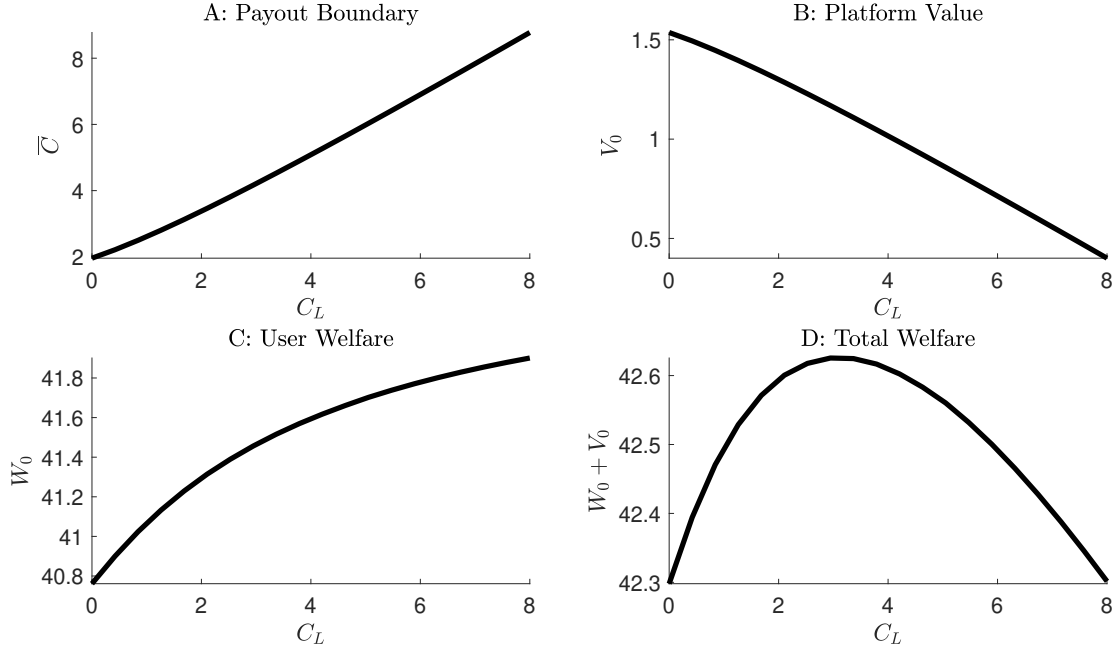 A: Payout Boundary
8
6
4
2
C̅
0 2 4 6 8
C_L
B: Platform Value
1.5
1
0.5
V_0
0 2 4 6 8
C_L
C: User Welfare
41.8
41.6
41.4
41.2
41
40.8
W_0
0 2 4 6 8
C_L
D: Total Welfare
42.6
42.5
42.4
42.3
W_0 + V_0
0 2 4 6 8
C_L